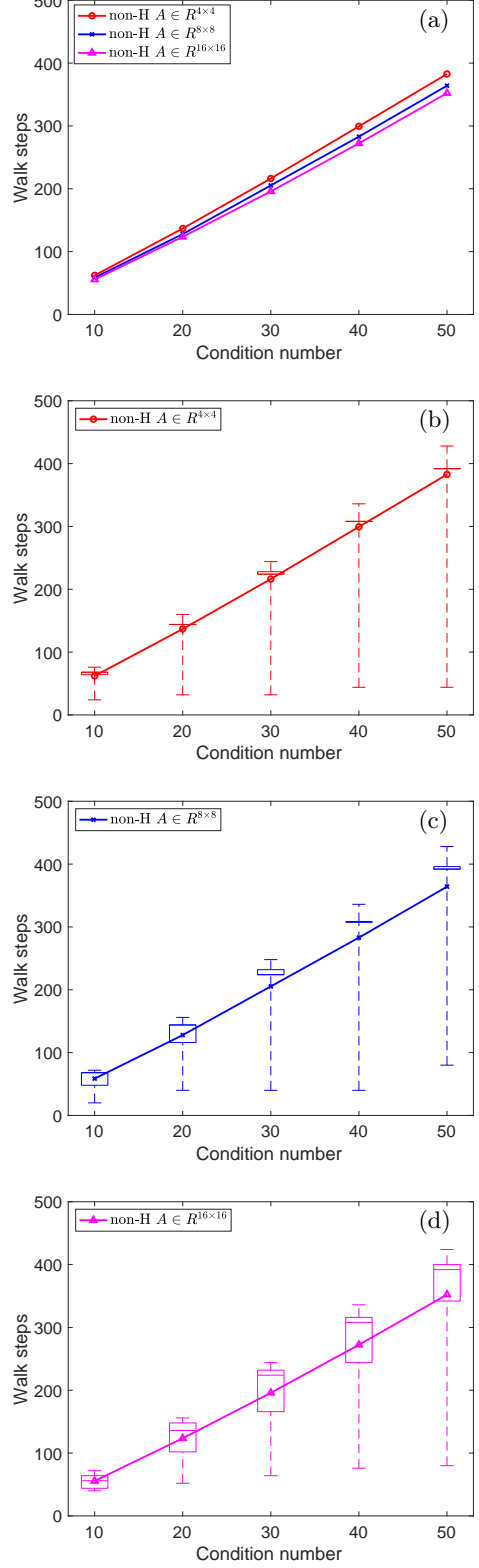 500
400
300
200
100
0
Walk steps
non-H A ∈ R^{4×4}
non-H A ∈ R^{8×8}
non-H A ∈ R^{16×16}
(a)
10 20 30 40 50
Condition number
500
400
300
200
100
0
Walk steps
non-H A ∈ R^{4×4}
(b)
10 20 30 40 50
Condition number
500
400
300
200
100
0
Walk steps
non-H A ∈ R^{8×8}
(c)
10 20 30 40 50
Condition number
500
400
300
200
100
0
Walk steps
non-H A ∈ R^{16×16}
(d)
10 20 30 40 50
Condition number